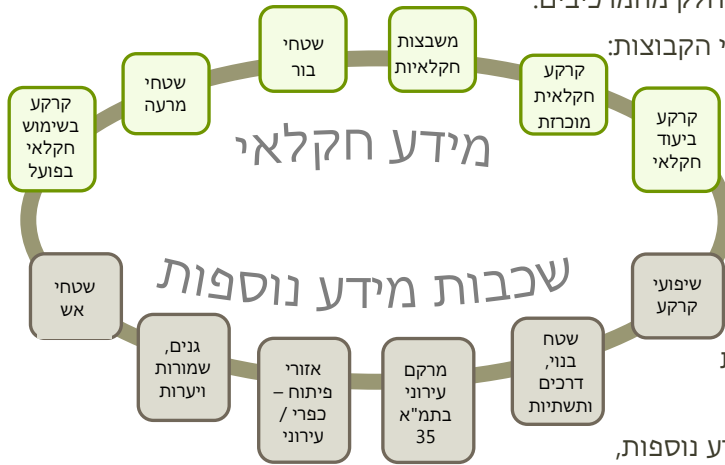 חלק מהמרכיבים.
י הקבוצות:
קרקע
ביעוד
חקלאי
קרקע
חקלאית
מוכרזת
משבצות
חקלאיות
שטחי
בור
שטחי
מרעה
קרקע
בשימוש
חקלאי
בפועל
מידע חקלאי
שכבות מידע נוספות
שיפועי
קרקע
שטח
בנוי,
דרכים
ותשתיות
מרקם
עירוני
בתמ"א
35
אזורי
פיתוח –
כפרי /
עירוני
גנים,
שמורות
ויערות
שטחי
אש
ת
דע נוספות,